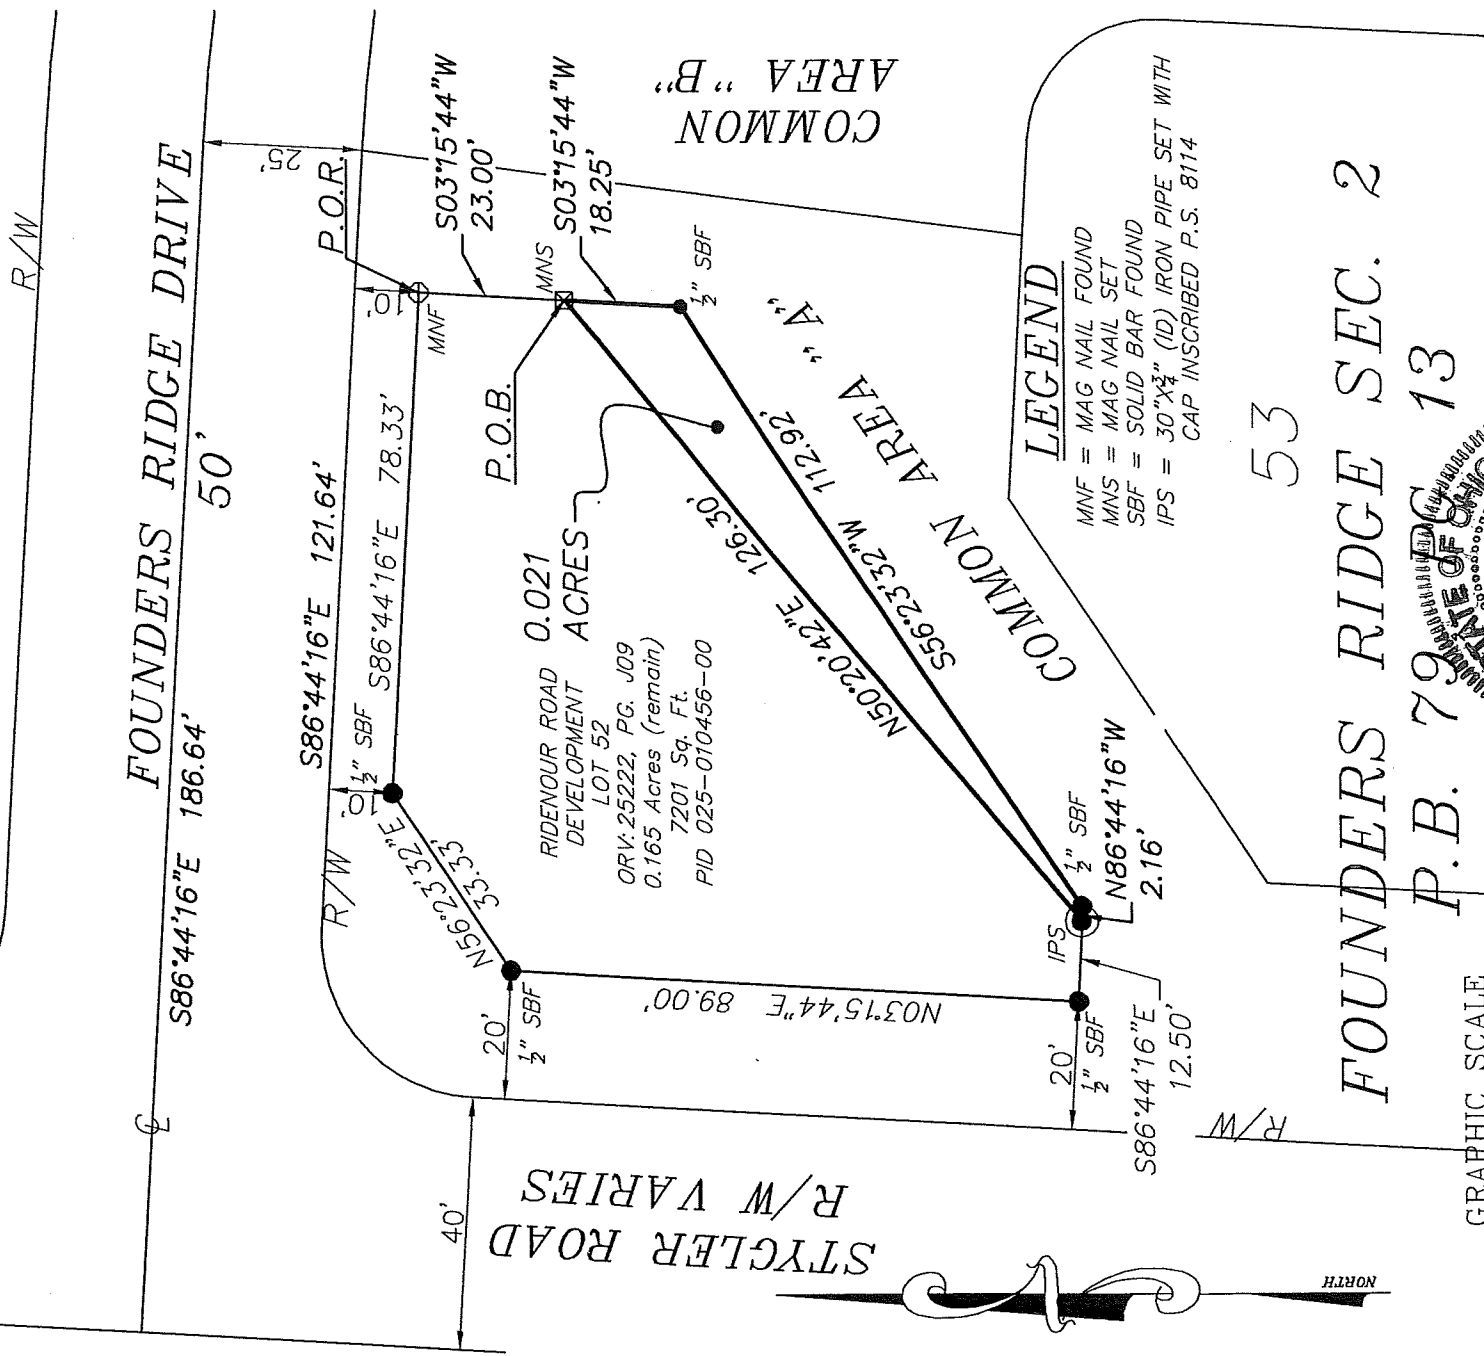 R/W
FOUNDERS RIDGE DRIVE
50'
S86°44'16"E 186.64'
℄
25'
P.O.R.
S03°15'44"W
23.00'
S03°15'44"W
18.25'
COMMON
AREA "B"
S86°44'16"E 121.64'
10'
MNF
S86°44'16"E 78.33'
1/2" SBF
10'
R/W
N56°23'32"E
33.33'
MNS
P.O.B.
1/2" SBF
0.021
ACRES
RIDENOUR ROAD
DEVELOPMENT
LOT 52
ORV: 25222, PG. J09
0.165 Acres (remain)
7201 Sq. Ft.
PID 025-010456-00
N50°20'42"E 126.30'
S56°23'32"W 112.92'
COMMON AREA "A"
20'
1/2" SBF
N03°15'44"E 89.00'
IPS
1/2" SBF
N86°44'16"W
2.16'
20'
1/2" SBF
S86°44'16"E
12.50'
R/W
40'
STYGLER ROAD
R/W VARIES
NORTH
LEGEND
MNF = MAG NAIL FOUND
MNS = MAG NAIL SET
SBF = SOLID BAR FOUND
IPS = 30"X3/4" (ID) IRON PIPE SET WITH
CAP INSCRIBED P.S. 8114
53
FOUNDERS RIDGE SEC. 2
P.B. 79 PG 13
STATE OF OHIO
GRAPHIC SCALE